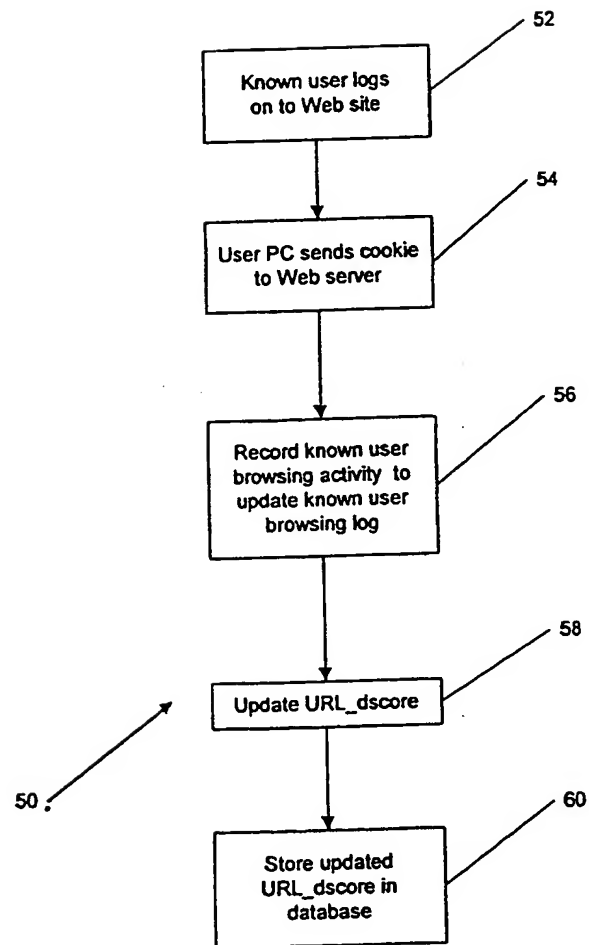 52
Known user logs
on to Web site
54
User PC sends cookie
to Web server
56
Record known user
browsing activity to
update known user
browsing log
58
Update URL_dscore
50
60
Store updated
URL_dscore in
database